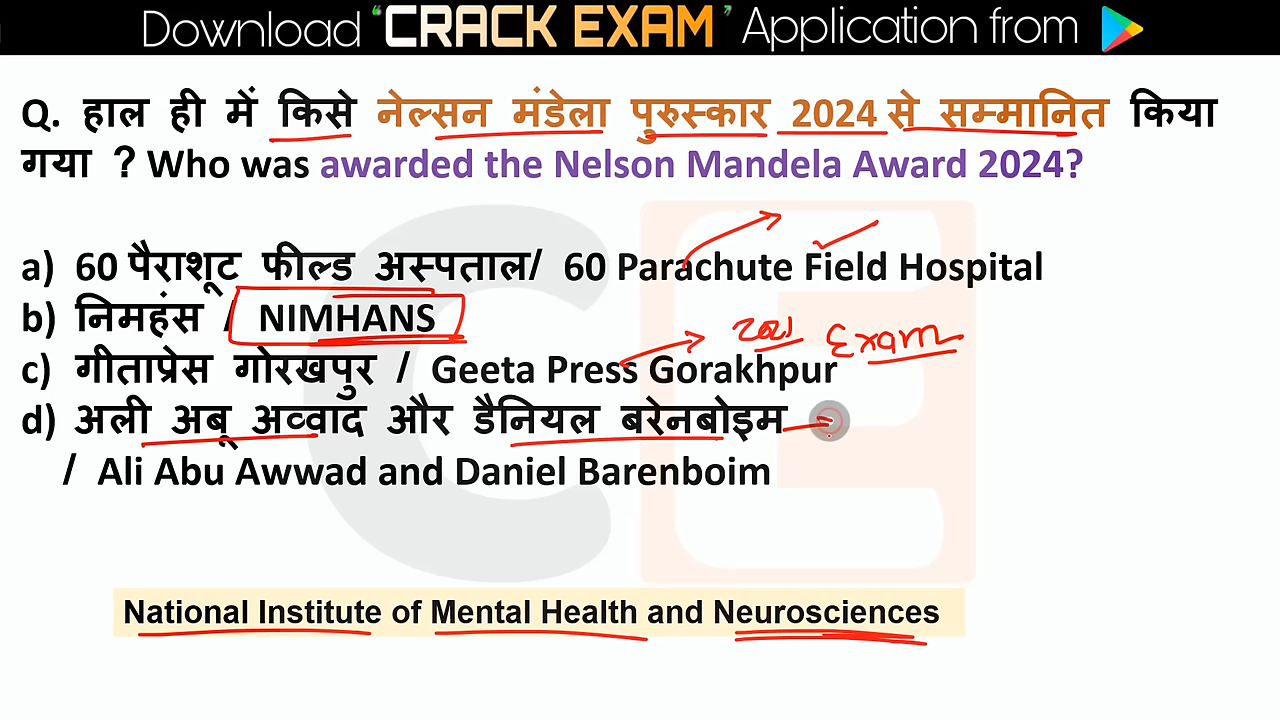 Download “CRACK EXAM” Application from
Q. हाल ही में किसे नेल्सन मंडेला पुरुस्कार 2024 से सम्मानित किया
गया ? Who was awarded the Nelson Mandela Award 2024?
a) 60 पैराशूट फील्ड अस्पताल/ 60 Parachute Field Hospital
b) निमहंस / NIMHANS
2021 Exam
c) गीताप्रेस गोरखपुर / Geeta Press Gorakhpur
d) अली अबू अव्वाद और डैनियल बरेनबोइम
/ Ali Abu Awwad and Daniel Barenboim
National Institute of Mental Health and Neurosciences